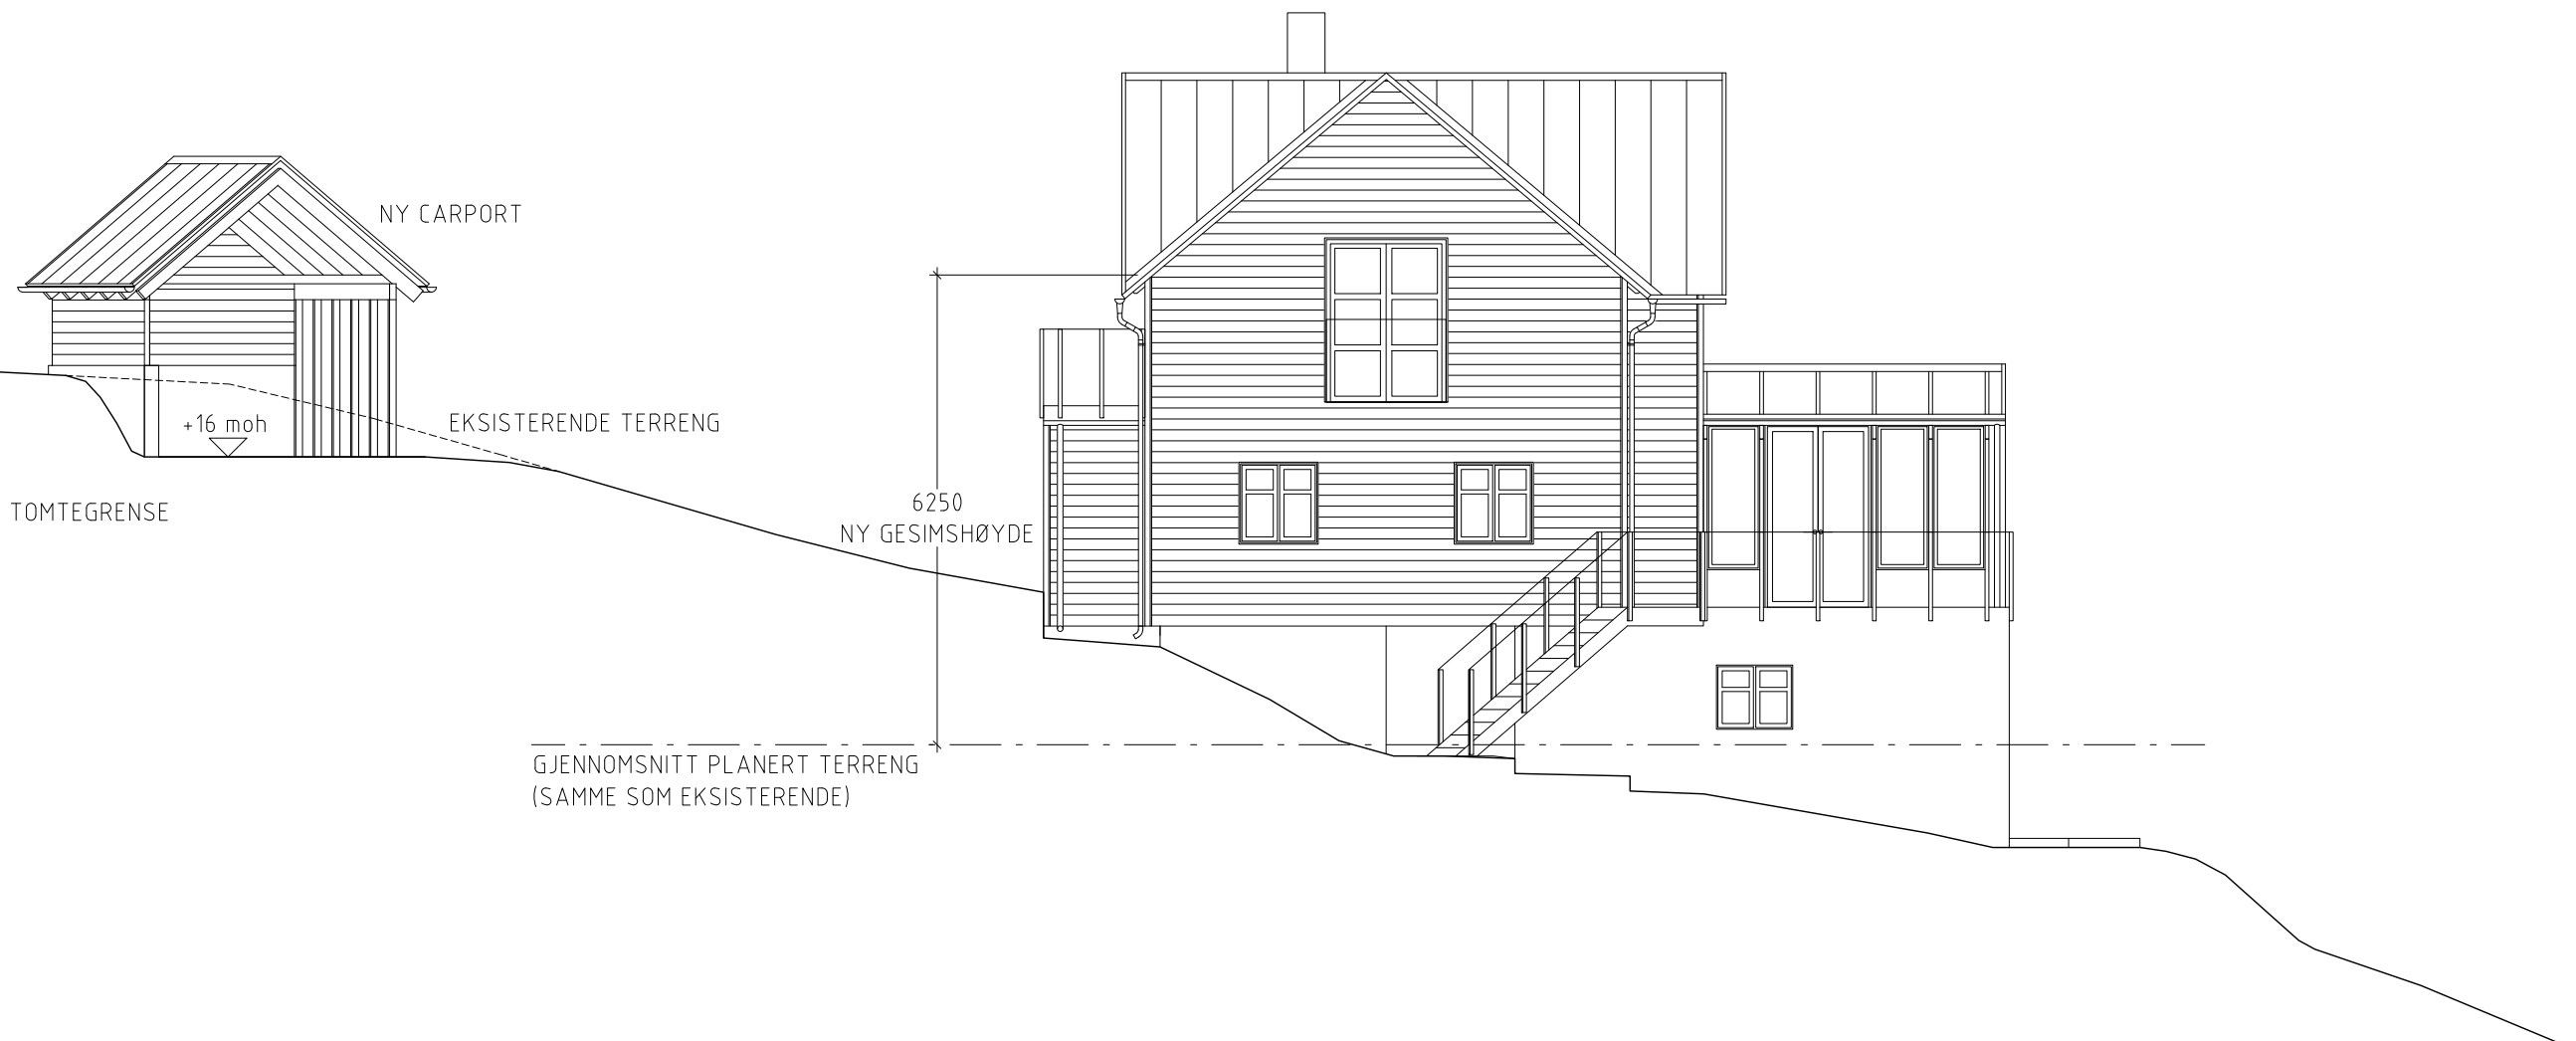 NY CARPORT
+16 moh
EKSISTERENDE TERRENG
TOMTEGRENSE
6250
NY GESIMSHØYDE
GJENNOMSNITT PLANERT TERRENG
(SAMME SOM EKSISTERENDE)